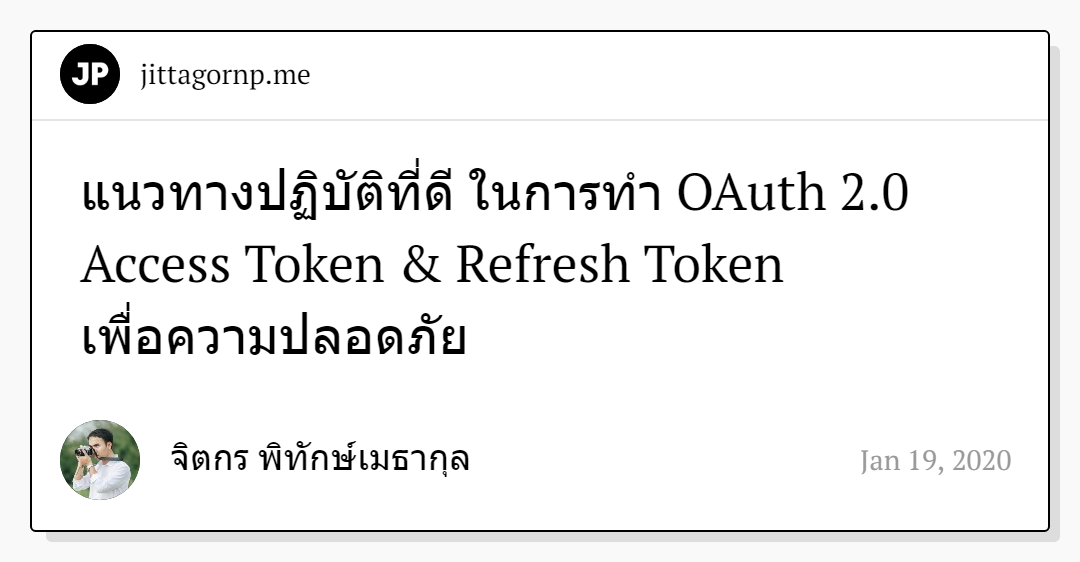 JP jittagornp.me
แนวทางปฏิบัติที่ดี ในการทำ OAuth 2.0
Access Token & Refresh Token
เพื่อความปลอดภัย
จิตกร พิทักษ์เมธากุล Jan 19, 2020